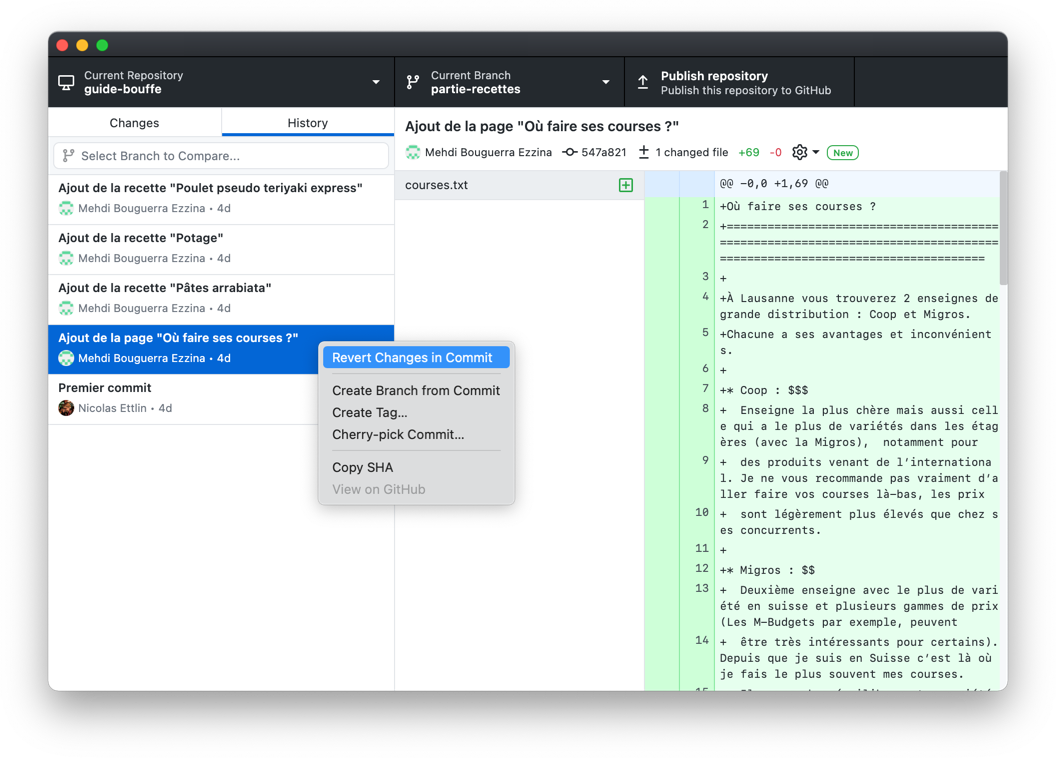 Current Repository
guide-bouffe
Current Branch
partie-recettes
Publish repository
Publish this repository to GitHub
Changes
History
Select Branch to Compare...
Ajout de la recette "Poulet pseudo teriyaki express"
Mehdi Bouguerra Ezzina • 4d
Ajout de la recette "Potage"
Mehdi Bouguerra Ezzina • 4d
Ajout de la recette "Pâtes arrabiata"
Mehdi Bouguerra Ezzina • 4d
Ajout de la page "Où faire ses courses ?"
Mehdi Bouguerra Ezzina • 4d
Premier commit
Nicolas Ettlin • 4d
Revert Changes in Commit
Create Branch from Commit
Create Tag...
Cherry-pick Commit...
Copy SHA
View on GitHub
Ajout de la page "Où faire ses courses ?"
Mehdi Bouguerra Ezzina 547a821 1 changed file +69 -0 New
courses.txt
@@ -0,0 +1,69 @@
1 +Où faire ses courses ?
2 +========================================
=========================================
=======================================
3 +
4 +À Lausanne vous trouverez 2 enseignes de
grande distribution : Coop et Migros.
5 +Chacune a ses avantages et inconvénient
s.
6 +
7 +* Coop : $$$
8 +  Enseigne la plus chère mais aussi cell
e qui a le plus de variétés dans les étag
ères (avec la Migros),  notamment pour
9 +  des produits venant de l'internationa
l. Je ne vous recommande pas vraiment d'a
ller faire vos courses là-bas, les prix
10 +  sont légèrement plus élevés que chez s
es concurrents.
11 +
12 +* Migros : $$
13 +  Deuxième enseigne avec le plus de vari
été en suisse et plusieurs gammes de prix
(Les M-Budgets par exemple, peuvent
14 +  être très intéressants pour certains).
Depuis que je suis en Suisse c'est là où
je fais le plus souvent mes courses.